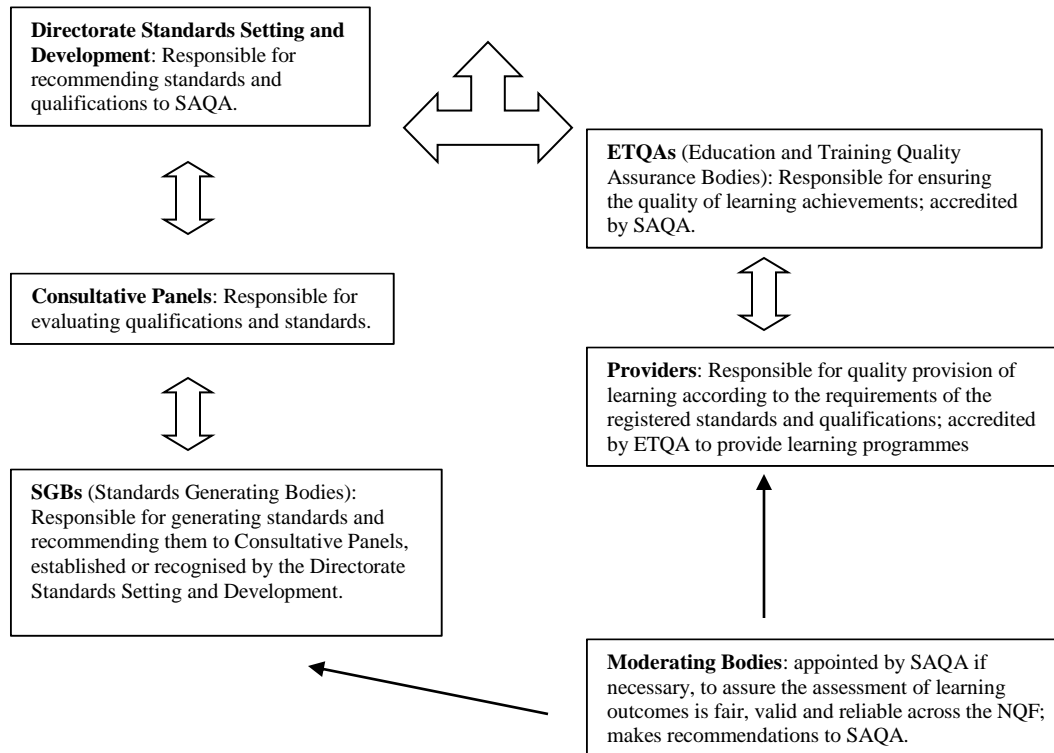 Directorate Standards Setting and
Development: Responsible for
recommending standards and
qualifications to SAQA.
ETQAs (Education and Training Quality
Assurance Bodies): Responsible for ensuring
the quality of learning achievements; accredited
by SAQA.
Consultative Panels: Responsible for
evaluating qualifications and standards.
Providers: Responsible for quality provision of
learning according to the requirements of the
registered standards and qualifications; accredited
by ETQA to provide learning programmes
SGBs (Standards Generating Bodies):
Responsible for generating standards and
recommending them to Consultative Panels,
established or recognised by the Directorate
Standards Setting and Development.
Moderating Bodies: appointed by SAQA if
necessary, to assure the assessment of learning
outcomes is fair, valid and reliable across the NQF;
makes recommendations to SAQA.